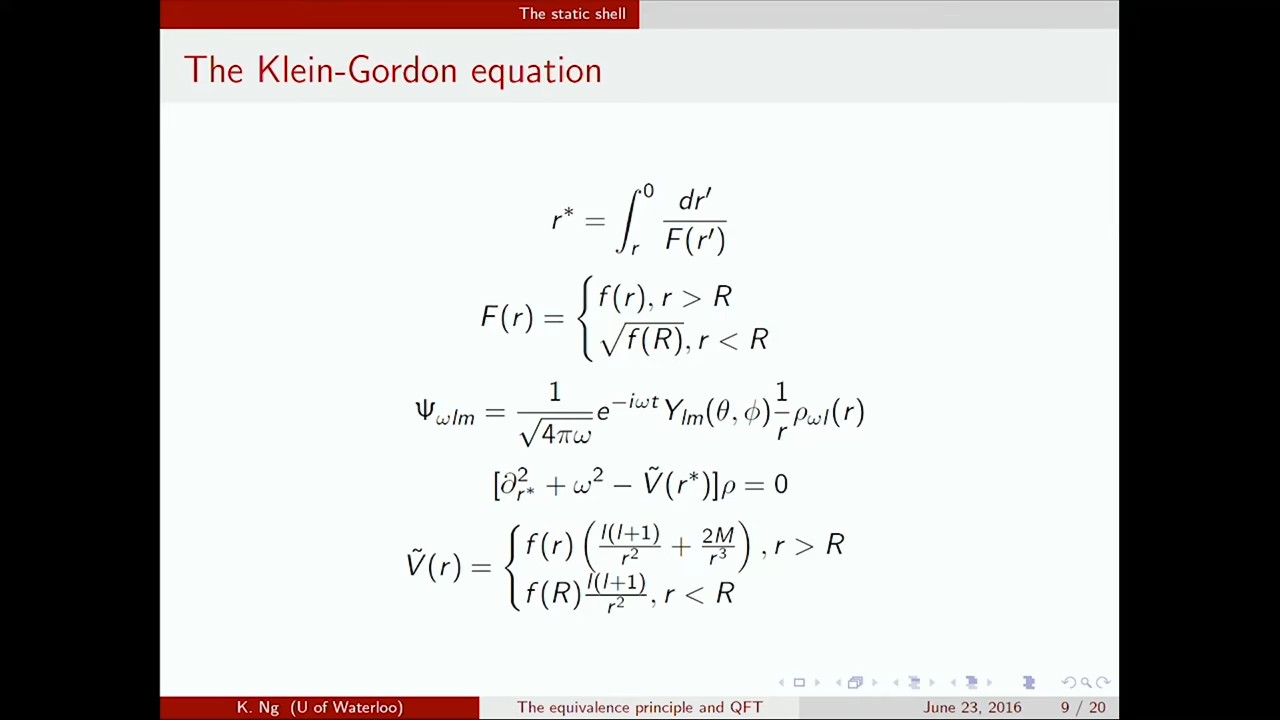 The static shell
The Klein-Gordon equation
r* = ∫_r^0 dr′/F(r′)
F(r) = { f(r), r > R
√f(R), r < R
Ψ_ωlm = 1/√(4πω) e^{−iωt} Y_lm(θ, ϕ) 1/r ρ_ωl(r)
[∂²_{r*} + ω² − Ṽ(r*)]ρ = 0
Ṽ(r) = { f(r) ( l(l+1)/r² + 2M/r³ ) , r > R
f(R) l(l+1)/r², r < R
K. Ng (U of Waterloo) The equivalence principle and QFT June 23, 2016 9 / 20